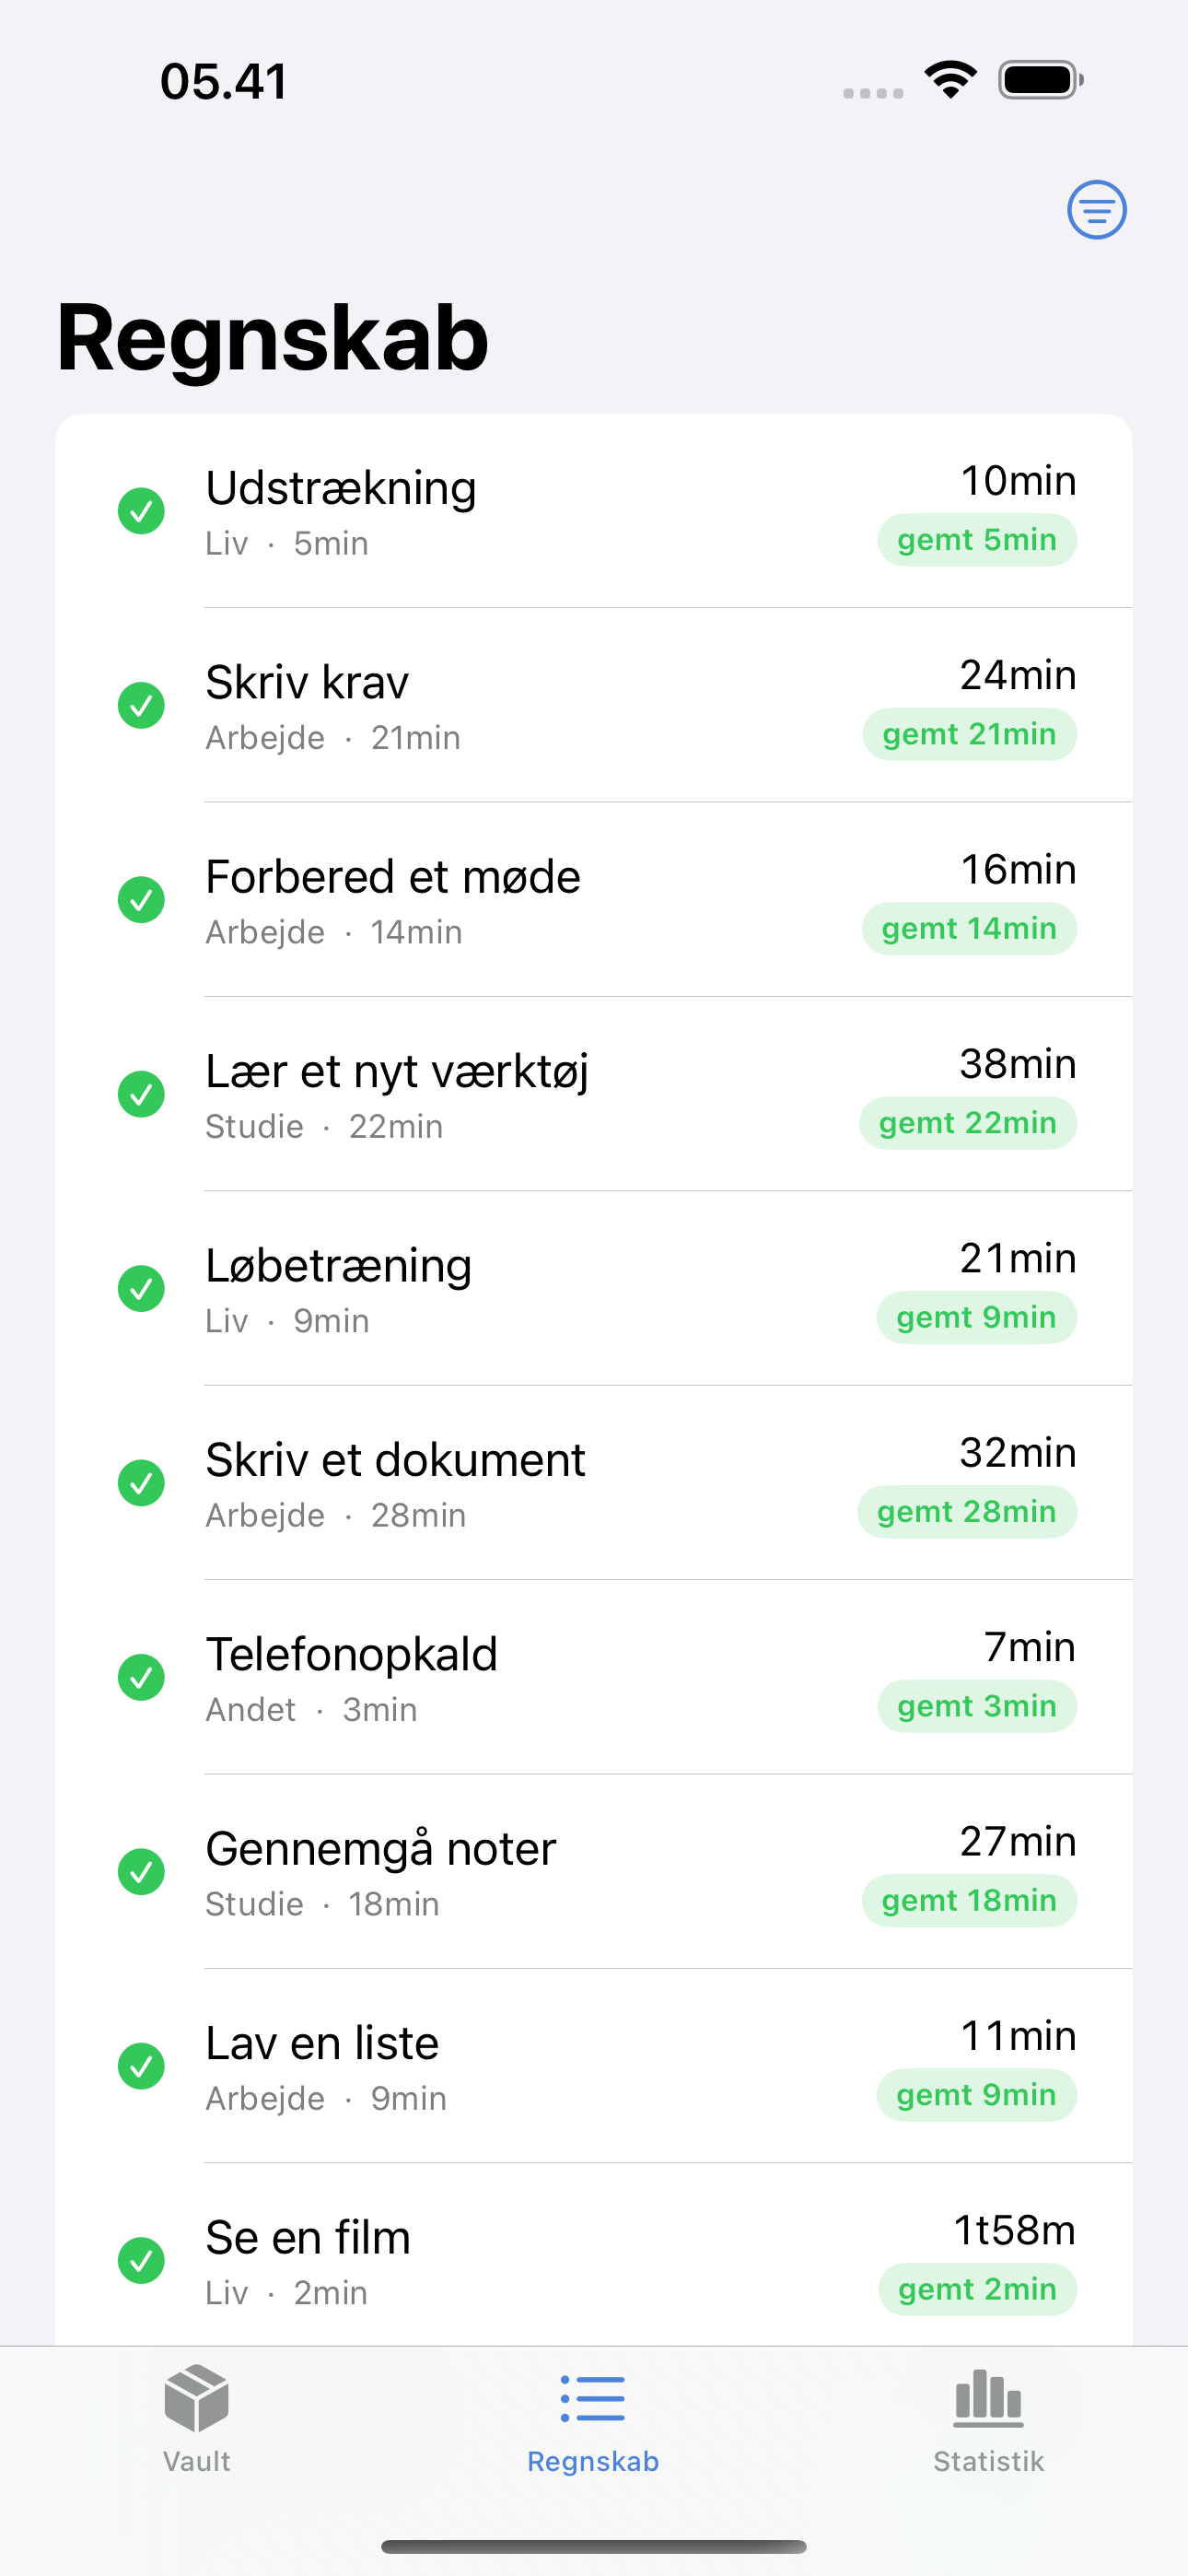 05.41
Regnskab
Udstrækning
10min
Liv · 5min
gemt 5min
Skriv krav
24min
Arbejde · 21min
gemt 21min
Forbered et møde
16min
Arbejde · 14min
gemt 14min
Lær et nyt værktøj
38min
Studie · 22min
gemt 22min
Løbetræning
21min
Liv · 9min
gemt 9min
Skriv et dokument
32min
Arbejde · 28min
gemt 28min
Telefonopkald
7min
Andet · 3min
gemt 3min
Gennemgå noter
27min
Studie · 18min
gemt 18min
Lav en liste
11min
Arbejde · 9min
gemt 9min
Se en film
1t58m
Liv · 2min
gemt 2min
Vault
Regnskab
Statistik